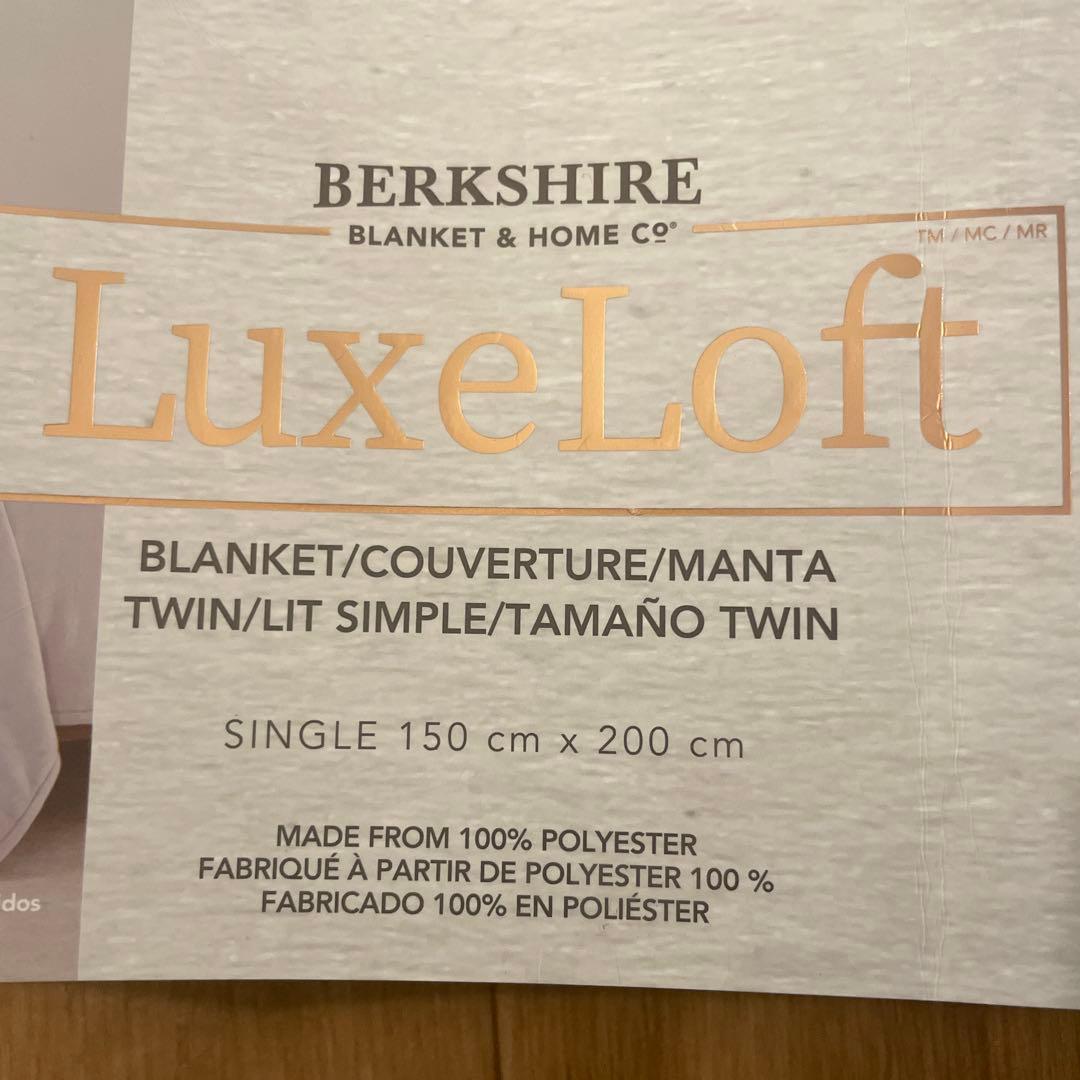 BERKSHIRE
BLANKET & HOME Cº®
TM / MC / MR
LuxeLoft
BLANKET/COUVERTURE/MANTA
TWIN/LIT SIMPLE/TAMAÑO TWIN
SINGLE 150 cm x 200 cm
MADE FROM 100% POLYESTER
FABRIQUÉ À PARTIR DE POLYESTER 100 %
FABRICADO 100% EN POLIÉSTER